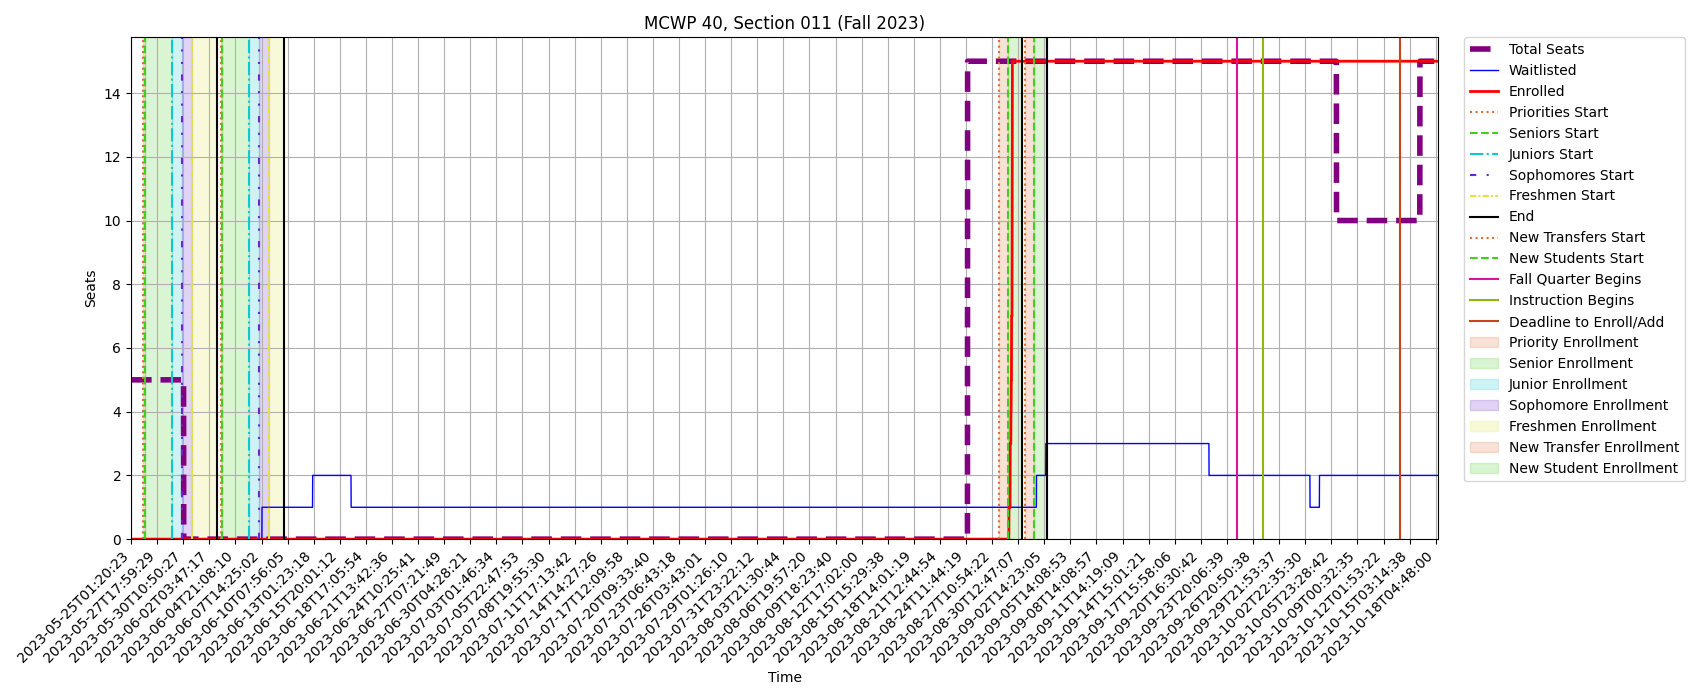 MCWP 40, Section 011 (Fall 2023)
Seats
14
12
10
8
6
4
2
0
2023-05-25T01:20:23
2023-05-27T17:59:29
2023-05-30T10:50:27
2023-06-02T03:47:17
2023-06-04T21:08:10
2023-06-07T14:25:02
2023-06-10T07:56:05
2023-06-13T01:23:18
2023-06-15T20:01:12
2023-06-18T17:05:54
2023-06-21T13:42:36
2023-06-24T10:25:41
2023-06-27T07:21:49
2023-06-30T04:28:21
2023-07-03T01:46:34
2023-07-05T22:47:53
2023-07-08T19:55:30
2023-07-11T17:13:42
2023-07-14T14:27:26
2023-07-17T12:09:58
2023-07-20T09:33:40
2023-07-23T06:43:18
2023-07-26T03:43:01
2023-07-29T01:26:10
2023-07-31T23:22:12
2023-08-03T21:30:44
2023-08-06T19:57:20
2023-08-09T18:23:40
2023-08-12T17:02:00
2023-08-15T15:29:38
2023-08-18T14:01:19
2023-08-21T12:44:54
2023-08-24T11:44:19
2023-08-27T10:54:22
2023-08-30T12:47:07
2023-09-02T14:23:05
2023-09-05T14:08:53
2023-09-08T14:08:57
2023-09-11T14:19:09
2023-09-14T15:01:21
2023-09-17T15:58:06
2023-09-20T16:30:42
2023-09-23T20:06:39
2023-09-26T20:50:38
2023-09-29T21:53:37
2023-10-02T22:35:30
2023-10-05T23:28:42
2023-10-09T00:32:35
2023-10-12T01:53:22
2023-10-15T03:14:38
2023-10-18T04:48:00
Time
Total Seats
Waitlisted
Enrolled
Priorities Start
Seniors Start
Juniors Start
Sophomores Start
Freshmen Start
End
New Transfers Start
New Students Start
Fall Quarter Begins
Instruction Begins
Deadline to Enroll/Add
Priority Enrollment
Senior Enrollment
Junior Enrollment
Sophomore Enrollment
Freshmen Enrollment
New Transfer Enrollment
New Student Enrollment